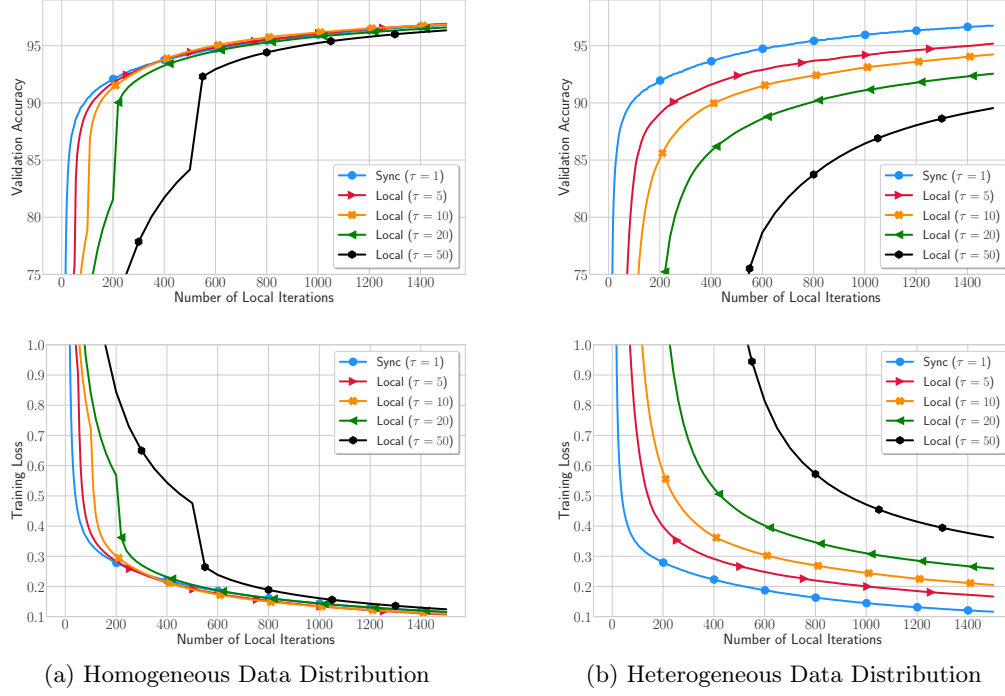 95
90
85
80
75
Validation Accuracy
0 200 400 600 800 1000 1200 1400
Number of Local Iterations
Sync (τ = 1)
Local (τ = 5)
Local (τ = 10)
Local (τ = 20)
Local (τ = 50)
95
90
85
80
75
Validation Accuracy
0 200 400 600 800 1000 1200 1400
Number of Local Iterations
Sync (τ = 1)
Local (τ = 5)
Local (τ = 10)
Local (τ = 20)
Local (τ = 50)
1.0
0.9
0.8
0.7
0.6
0.5
0.4
0.3
0.2
0.1
Training Loss
0 200 400 600 800 1000 1200 1400
Number of Local Iterations
Sync (τ = 1)
Local (τ = 5)
Local (τ = 10)
Local (τ = 20)
Local (τ = 50)
1.0
0.9
0.8
0.7
0.6
0.5
0.4
0.3
0.2
0.1
Training Loss
0 200 400 600 800 1000 1200 1400
Number of Local Iterations
Sync (τ = 1)
Local (τ = 5)
Local (τ = 10)
Local (τ = 20)
Local (τ = 50)
(a) Homogeneous Data Distribution
(b) Heterogeneous Data Distribution